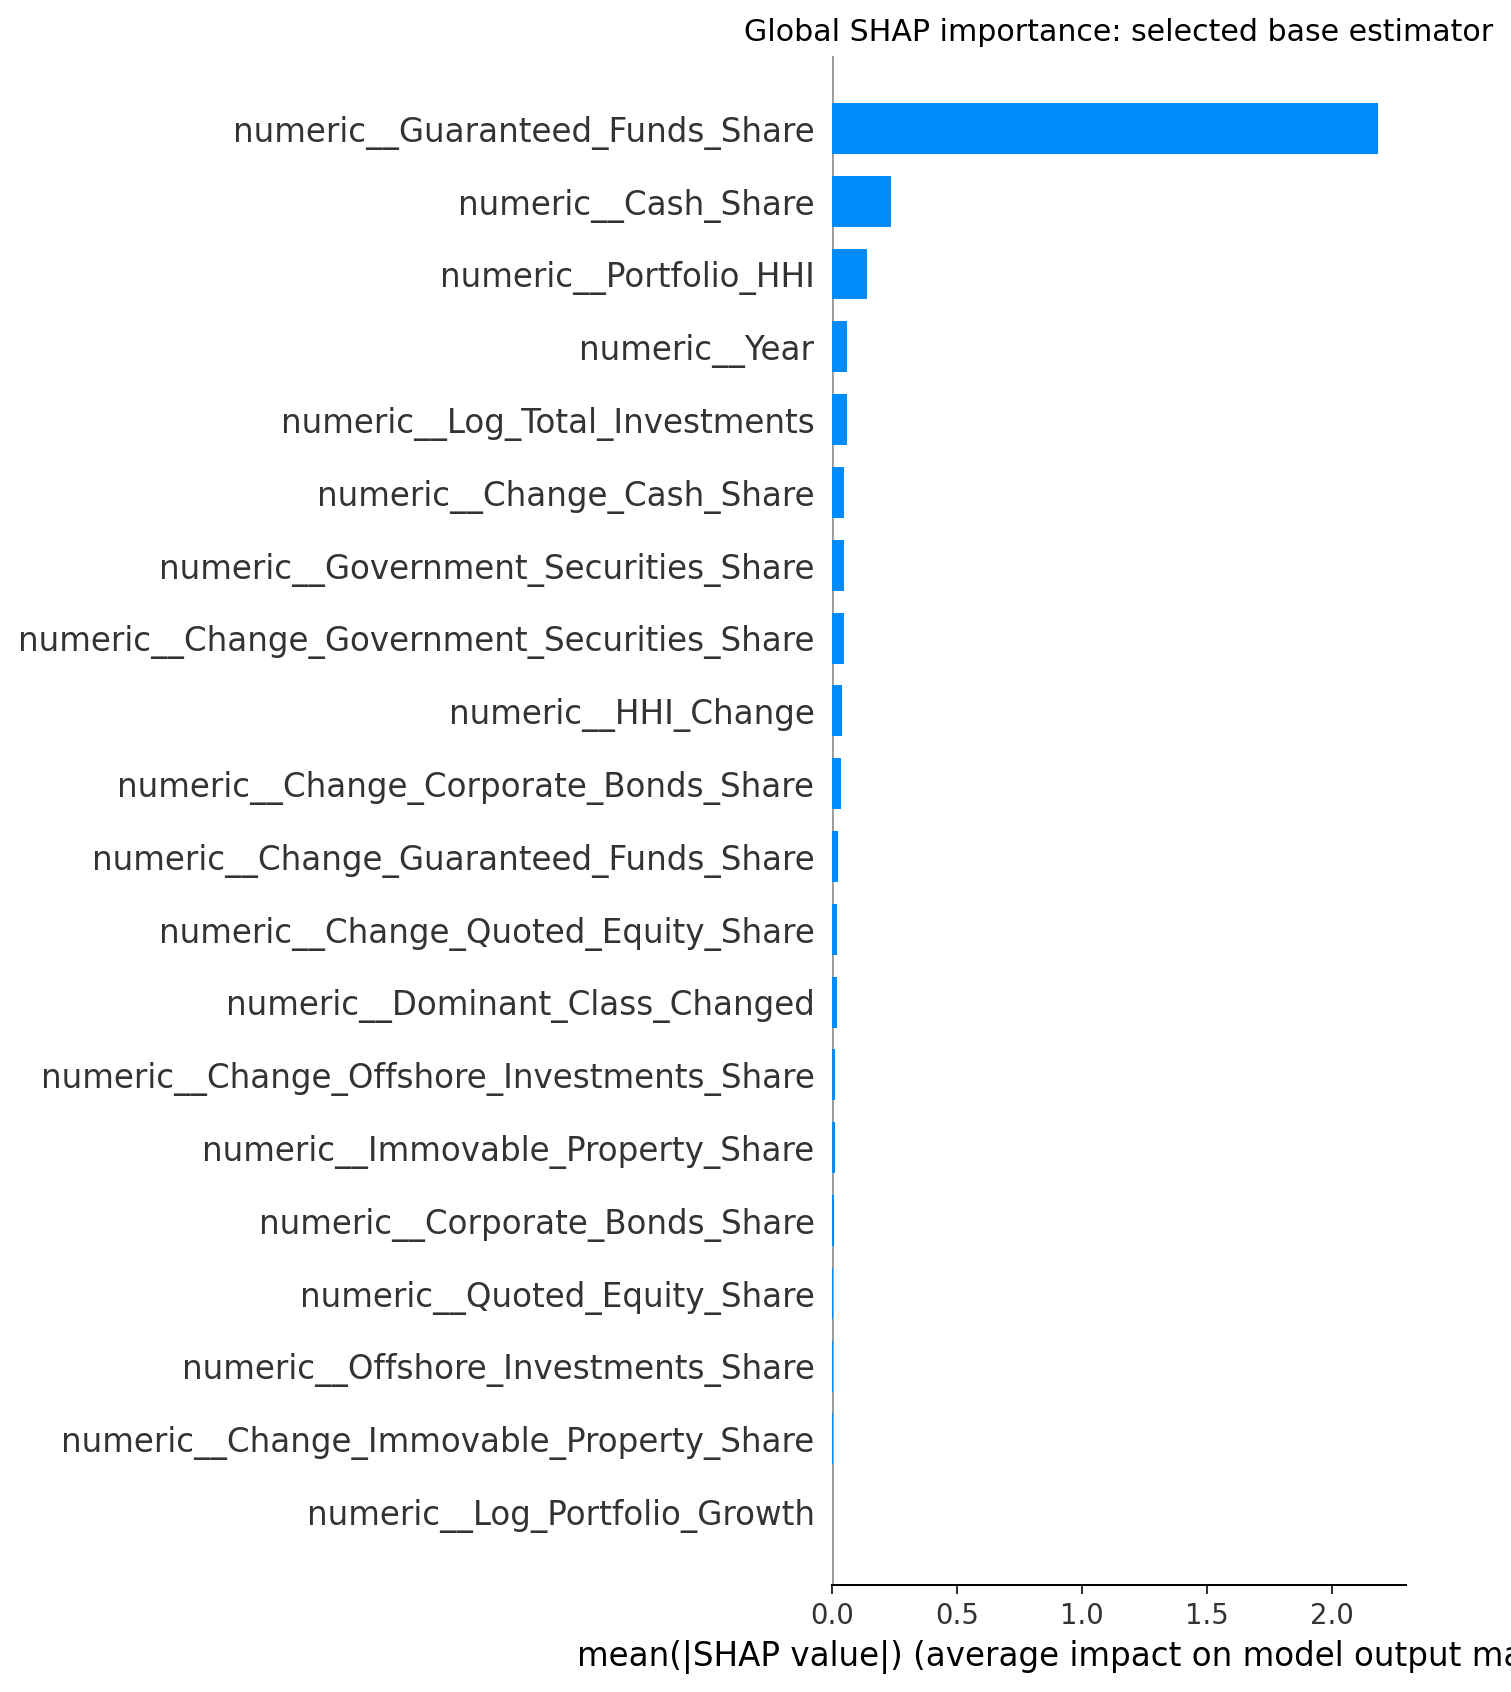 Global SHAP importance: selected base estimator
numeric__Guaranteed_Funds_Share
numeric__Cash_Share
numeric__Portfolio_HHI
numeric__Year
numeric__Log_Total_Investments
numeric__Change_Cash_Share
numeric__Government_Securities_Share
numeric__Change_Government_Securities_Share
numeric__HHI_Change
numeric__Change_Corporate_Bonds_Share
numeric__Change_Guaranteed_Funds_Share
numeric__Change_Quoted_Equity_Share
numeric__Dominant_Class_Changed
numeric__Change_Offshore_Investments_Share
numeric__Immovable_Property_Share
numeric__Corporate_Bonds_Share
numeric__Quoted_Equity_Share
numeric__Offshore_Investments_Share
numeric__Change_Immovable_Property_Share
numeric__Log_Portfolio_Growth
0.0 0.5 1.0 1.5 2.0
mean(|SHAP value|) (average impact on model output ma